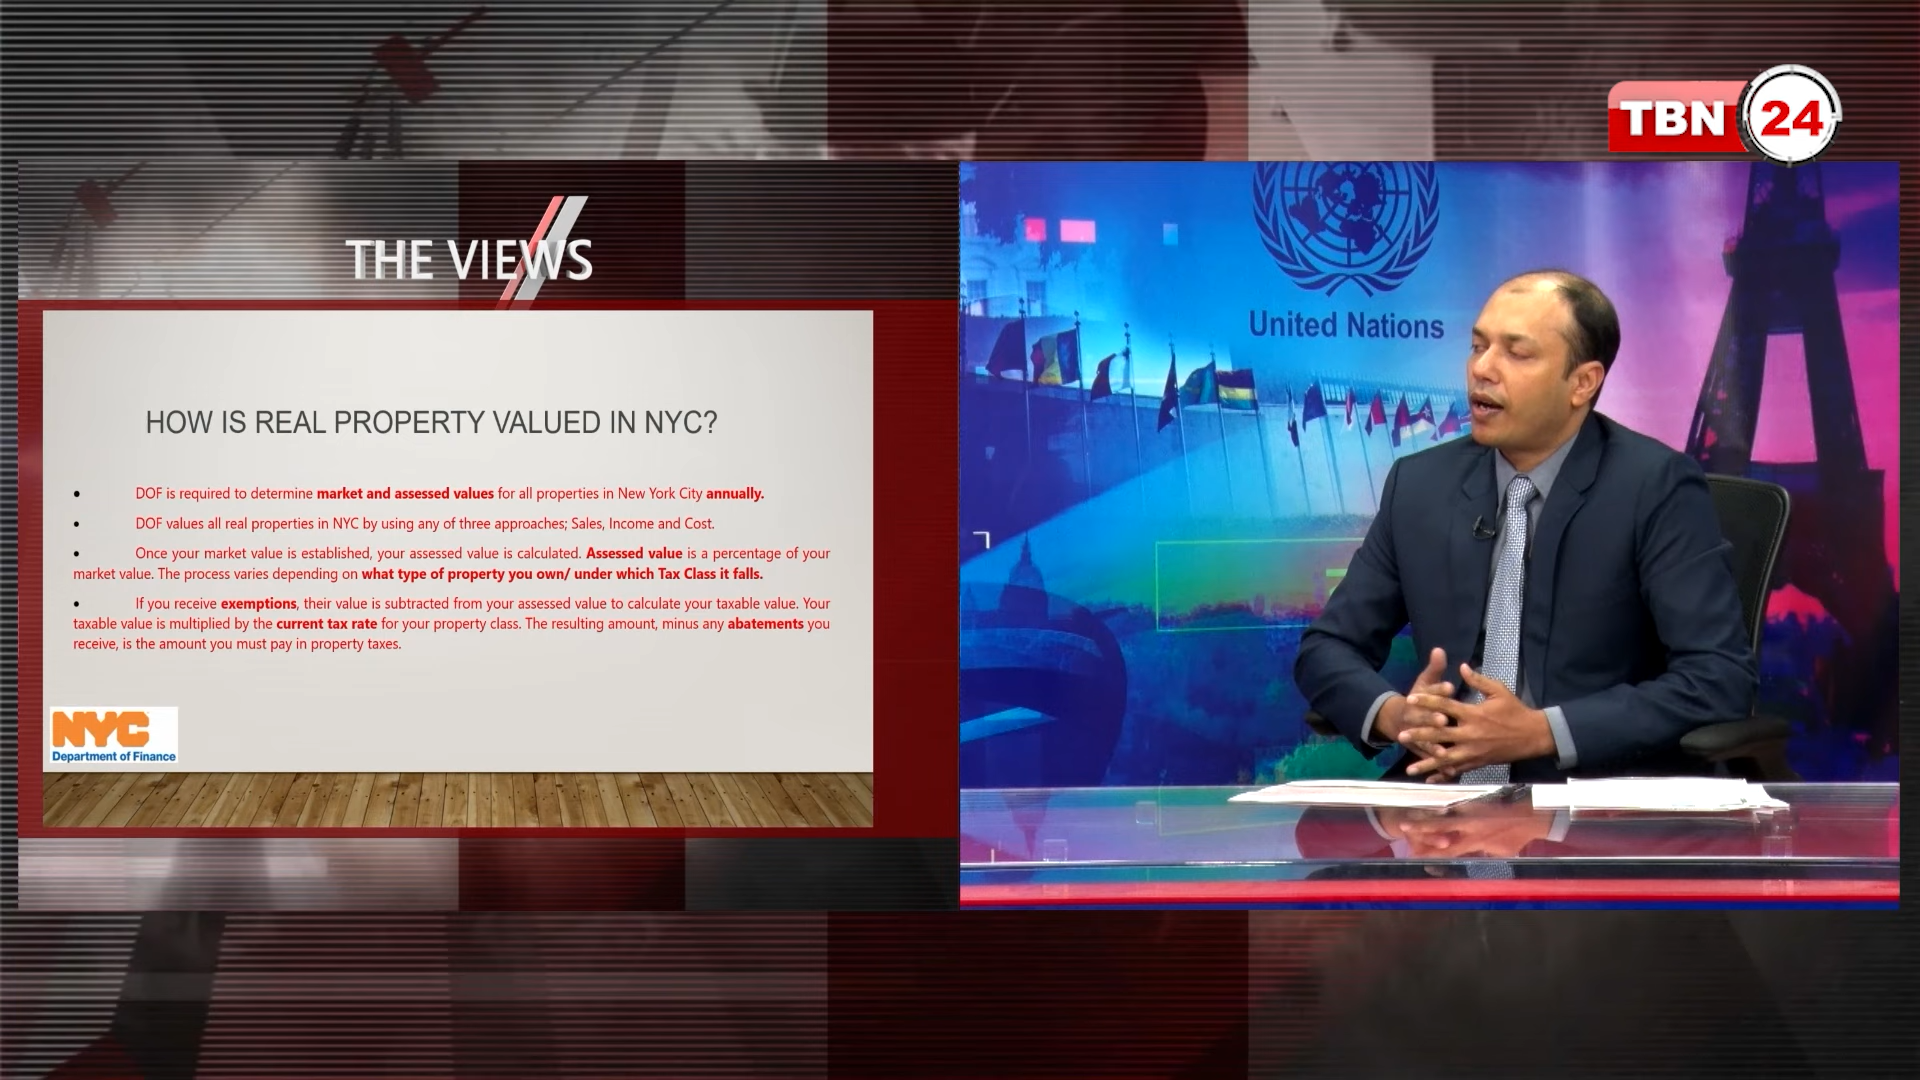 TBN 24
THE VIEWS
United Nations
HOW IS REAL PROPERTY VALUED IN NYC?
• DOF is required to determine market and assessed values for all properties in New York City annually.
• DOF values all real properties in NYC by using any of three approaches; Sales, Income and Cost.
• Once your market value is established, your assessed value is calculated. Assessed value is a percentage of your
market value. The process varies depending on what type of property you own/ under which Tax Class it falls.
• If you receive exemptions, their value is subtracted from your assessed value to calculate your taxable value. Your
taxable value is multiplied by the current tax rate for your property class. The resulting amount, minus any abatements you
receive, is the amount you must pay in property taxes.
NYC
Department of Finance